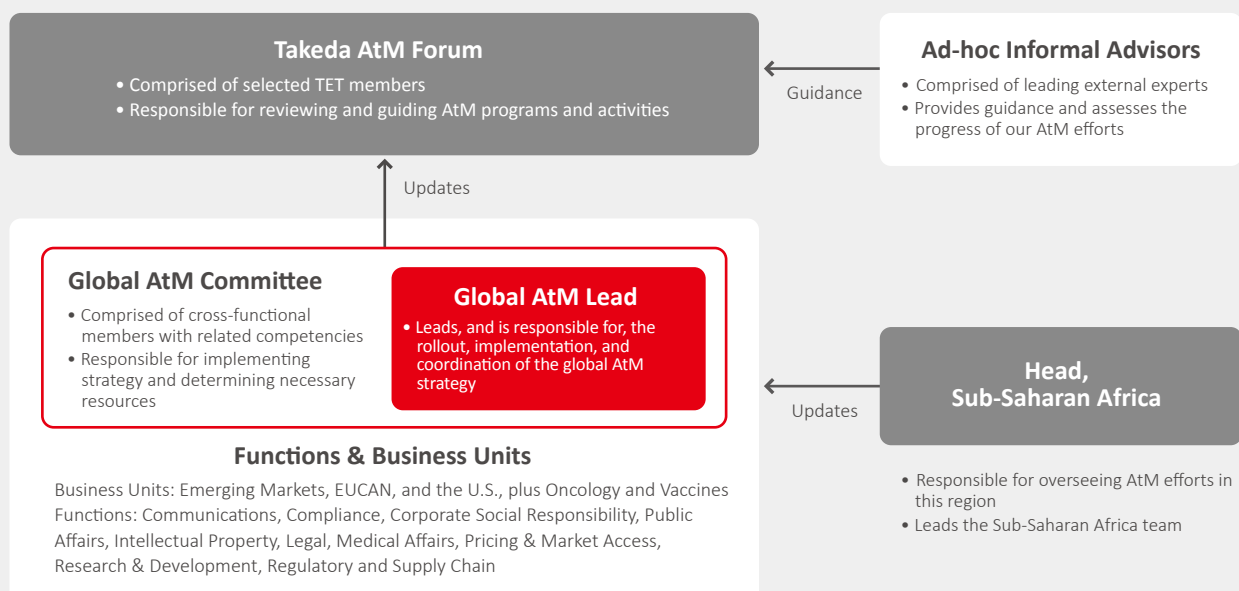 Takeda AtM Forum
• Comprised of selected TET members
• Responsible for reviewing and guiding AtM programs and activities
Guidance
Ad-hoc Informal Advisors
• Comprised of leading external experts
• Provides guidance and assesses the
progress of our AtM efforts
Updates
Global AtM Committee
• Comprised of cross-functional
members with related competencies
• Responsible for implementing
strategy and determining necessary
resources
Global AtM Lead
• Leads, and is responsible for, the
rollout, implementation, and
coordination of the global AtM
strategy
Updates
Head,
Sub-Saharan Africa
• Responsible for overseeing AtM efforts in
this region
• Leads the Sub-Saharan Africa team
Functions & Business Units
Business Units: Emerging Markets, EUCAN, and the U.S., plus Oncology and Vaccines
Functions: Communications, Compliance, Corporate Social Responsibility, Public
Affairs, Intellectual Property, Legal, Medical Affairs, Pricing & Market Access,
Research & Development, Regulatory and Supply Chain